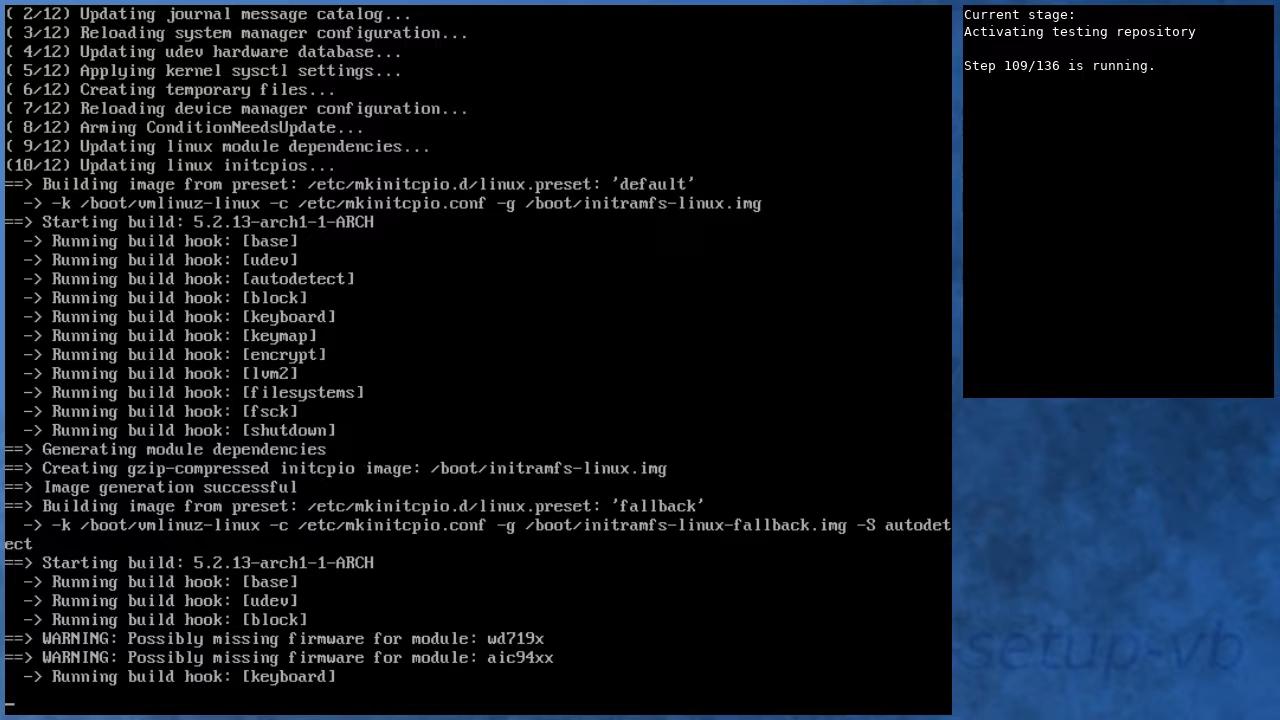 ( 2/12) Updating journal message catalog...
( 3/12) Reloading system manager configuration...
( 4/12) Updating udev hardware database...
( 5/12) Applying kernel sysctl settings...
( 6/12) Creating temporary files...
( 7/12) Reloading device manager configuration...
( 8/12) Arming ConditionNeedsUpdate...
( 9/12) Updating linux module dependencies...
(10/12) Updating linux initcpios...
==> Building image from preset: /etc/mkinitcpio.d/linux.preset: 'default'
  -> -k /boot/vmlinuz-linux -c /etc/mkinitcpio.conf -g /boot/initramfs-linux.img
==> Starting build: 5.2.13-arch1-1-ARCH
  -> Running build hook: [base]
  -> Running build hook: [udev]
  -> Running build hook: [autodetect]
  -> Running build hook: [block]
  -> Running build hook: [keyboard]
  -> Running build hook: [keymap]
  -> Running build hook: [encrypt]
  -> Running build hook: [lvm2]
  -> Running build hook: [filesystems]
  -> Running build hook: [fsck]
  -> Running build hook: [shutdown]
==> Generating module dependencies
==> Creating gzip-compressed initcpio image: /boot/initramfs-linux.img
==> Image generation successful
==> Building image from preset: /etc/mkinitcpio.d/linux.preset: 'fallback'
  -> -k /boot/vmlinuz-linux -c /etc/mkinitcpio.conf -g /boot/initramfs-linux-fallback.img -S autodet
ect
==> Starting build: 5.2.13-arch1-1-ARCH
  -> Running build hook: [base]
  -> Running build hook: [udev]
  -> Running build hook: [block]
==> WARNING: Possibly missing firmware for module: wd719x
==> WARNING: Possibly missing firmware for module: aic94xx
  -> Running build hook: [keyboard]
_
Current stage:
Activating testing repository
Step 109/136 is running.
-setup-vb